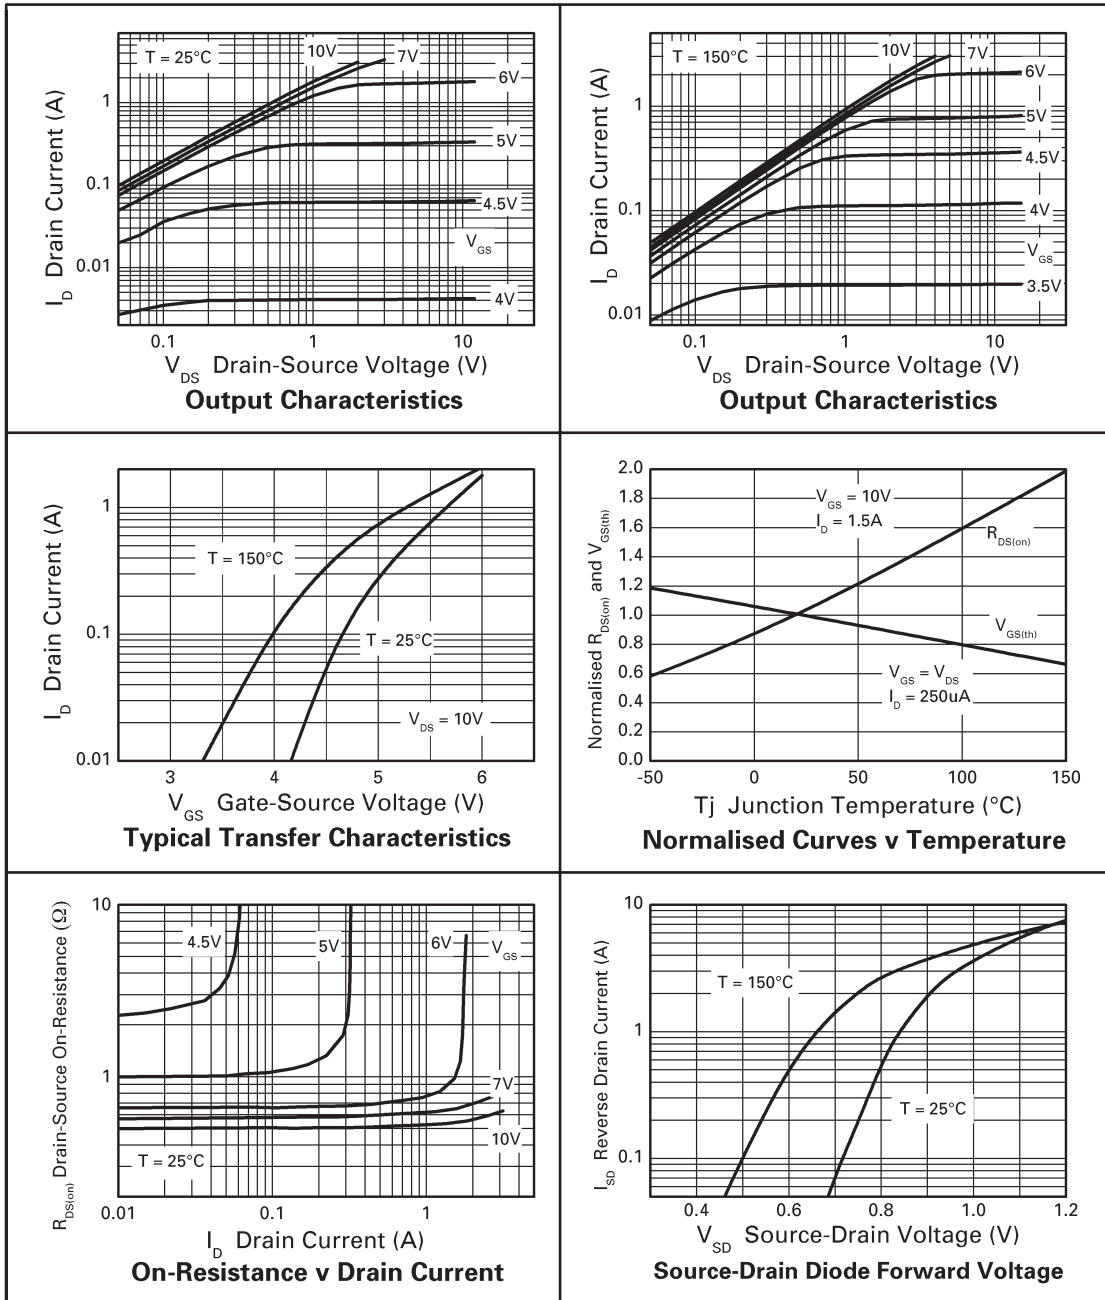 T = 25°C
10V
7V
6V
5V
4.5V
V_GS
4V
1
0.1
0.01
I_D Drain Current (A)
0.1 1 10
V_DS Drain-Source Voltage (V)
Output Characteristics
T = 150°C
10V
7V
6V
5V
4.5V
4V
V_GS
3.5V
1
0.1
0.01
I_D Drain Current (A)
0.1 1 10
V_DS Drain-Source Voltage (V)
Output Characteristics
1
0.1
0.01
I_D Drain Current (A)
T = 150°C
T = 25°C
V_DS = 10V
3 4 5 6
V_GS Gate-Source Voltage (V)
Typical Transfer Characteristics
2.0
1.8
1.6
1.4
1.2
1.0
0.8
0.6
0.4
0.2
0.0
Normalised R_DS(on) and V_GS(th)
V_GS = 10V
I_D = 1.5A
R_DS(on)
V_GS(th)
V_GS = V_DS
I_D = 250uA
-50 0 50 100 150
Tj Junction Temperature (°C)
Normalised Curves v Temperature
10
1
R_DS(on) Drain-Source On-Resistance (Ω)
4.5V
5V
6V
V_GS
7V
10V
T = 25°C
0.01 0.1 1
I_D Drain Current (A)
On-Resistance v Drain Current
10
1
0.1
I_SD Reverse Drain Current (A)
T = 150°C
T = 25°C
0.4 0.6 0.8 1.0 1.2
V_SD Source-Drain Voltage (V)
Source-Drain Diode Forward Voltage